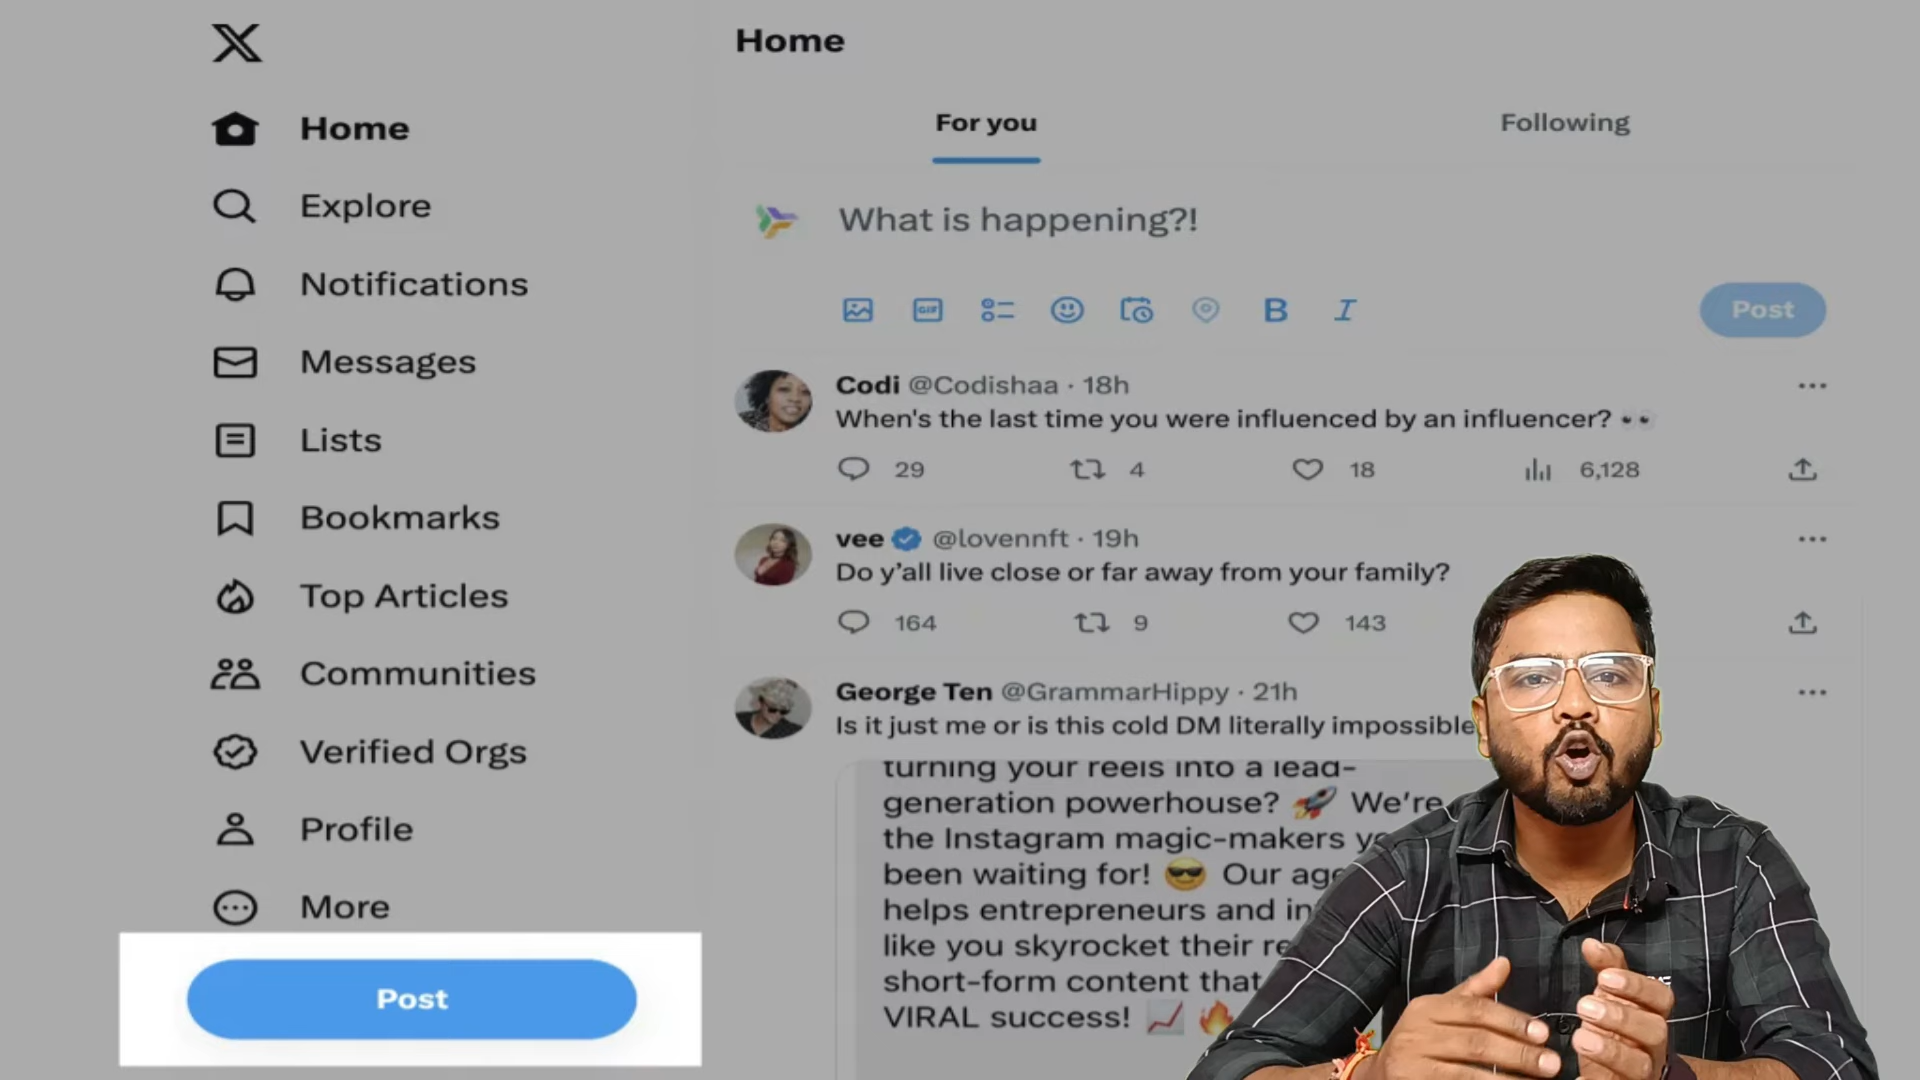 Home
Home
For you
Following
Explore
What is happening?!
Notifications
GIF
B
I
Post
Messages
Codi @Codishaa · 18h
When's the last time you were influenced by an influencer? 👀
29
4
18
6,128
Lists
Bookmarks
vee @lovennft · 19h
Do y’all live close or far away from your family?
Top Articles
164
9
143
Communities
George Ten @GrammarHippy · 21h
Is it just me or is this cold DM literally impossible
Verified Orgs
turning your reels into a lead-
generation powerhouse? 🚀 We’re
Profile
the Instagram magic-makers
been waiting for! 😎 Our
More
helps entrepreneurs and
like you skyrocket their
short-form content that
Post
VIRAL success! 📈 🔥